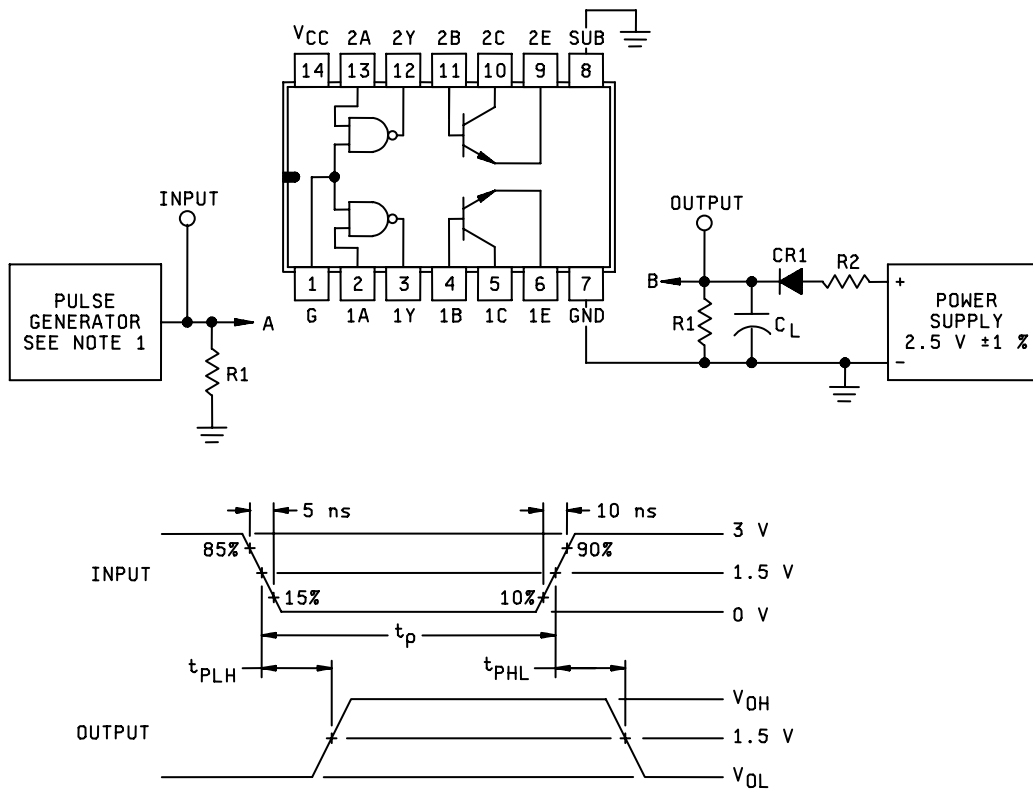 VCC 2A 2Y 2B 2C 2E SUB
14 13 12 11 10 9 8
1 2 3 4 5 6 7
G 1A 1Y 1B 1C 1E GND
INPUT
PULSE
GENERATOR
SEE NOTE 1
A
R1
OUTPUT
B
CR1
R2
R1
CL
+
POWER
SUPPLY
2.5 V ±1 %
-
5 ns
10 ns
3 V
85%
90%
INPUT
1.5 V
15%
10%
0 V
tp
tPLH
tPHL
VOH
OUTPUT
1.5 V
VOL